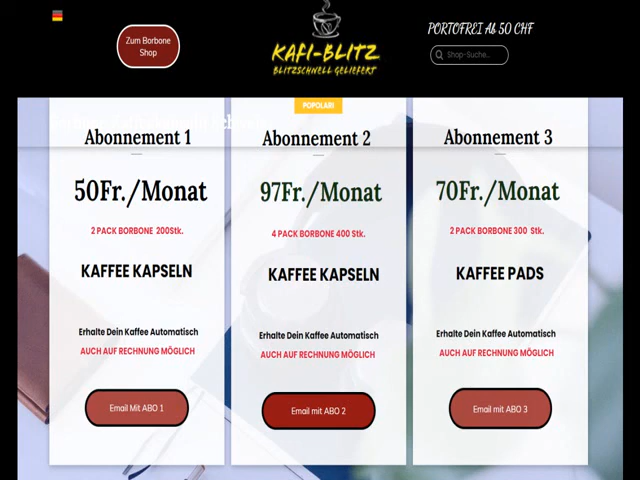 Zum Borbone
Shop
KAFI-BLITZ
BLITZSCHNELL GELIEFERT
PORTOFREI Ab 50 CHF
Shop-Suche...
POPOLARI
Abonnement 1
50Fr./Monat
2 PACK BORBONE 200Stk.
KAFFEE KAPSELN
Erhalte Dein Kaffee Automatisch
AUCH AUF RECHNUNG MÖGLICH
Email Mit ABO 1
Abonnement 2
97Fr./Monat
4 PACK BORBONE 400 Stk.
KAFFEE KAPSELN
Erhalte Dein Kaffee Automatisch
AUCH AUF RECHNUNG MÖGLICH
Email mit ABO 2
Abonnement 3
70Fr./Monat
2 PACK BORBONE 300 Stk.
KAFFEE PADS
Erhalte Dein Kaffee Automatisch
AUCH AUF RECHNUNG MÖGLICH
Email mit ABO 3